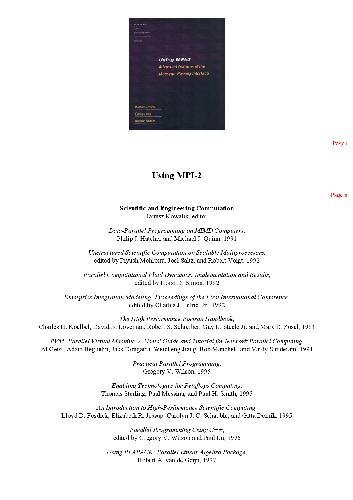 Using MPI-2
Advanced Features of the
Message-Passing Interface
Page i
Using MPI-2
Page ii
Scientific and Engineering Computation
Janusz Kowalik, editor
Data-Parallel Programming on MIMD Computers,
Philip J. Hatcher and Michael J. Quinn, 1991
Unstructured Scientific Computation on Scalable Multiprocessors,
edited by Piyush Mehrotra, Joel Saltz, and Robert Voigt, 1992
Parallel Computational Fluid Dynamics: Implementation and Results,
edited by Horst D. Simon, 1992
Enterprise Integration Modeling: Proceedings of the First International Conference,
edited by Charles J. Petrie, Jr., 1992
The High Performance Fortran Handbook,
Charles H. Koelbel, David B. Loveman, Robert S. Schreiber, Guy L. Steele Jr. and Mary E. Zosel, 1994
PVM: Parallel Virtual Machine–A Users' Guide and Tutorial for Network Parallel Computing,
Al Geist, Adam Beguelin, Jack Dongarra, Weicheng Jiang, Bob Manchek, and Vaidy Sunderam, 1994
Practical Parallel Programming,
Gregory V. Wilson, 1995
Enabling Technologies for Petaflops Computing,
Thomas Sterling, Paul Messina, and Paul H. Smith, 1995
An Introduction to High-Performance Scientific Computing,
Lloyd D. Fosdick, Elizabeth R. Jessup, Carolyn J. C. Schauble, and Gitta Domik, 1995
Parallel Programming Using C++,
edited by Gregory V. Wilson and Paul Lu, 1996
Using PLAPACK: Parallel Linear Algebra Package,
Robert A. van de Geijn, 1997